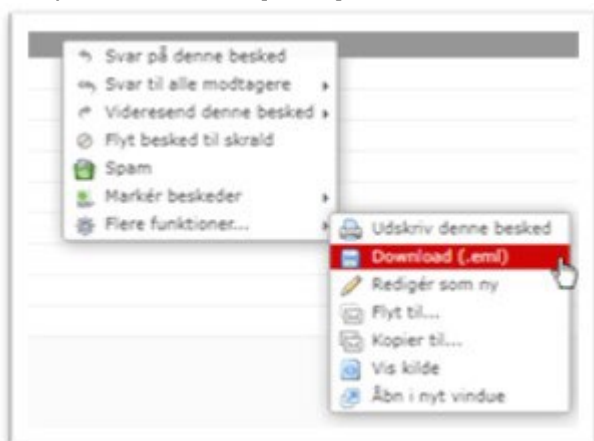 Svar på denne besked
Svar til alle modtagere
Videresend denne besked
Flyt besked til skrald
Spam
Markér beskeder
Flere funktioner...
Udskriv denne besked
Download (.eml)
Redigér som ny
Flyt til...
Kopier til...
Vis kilde
Åbn i nyt vindue